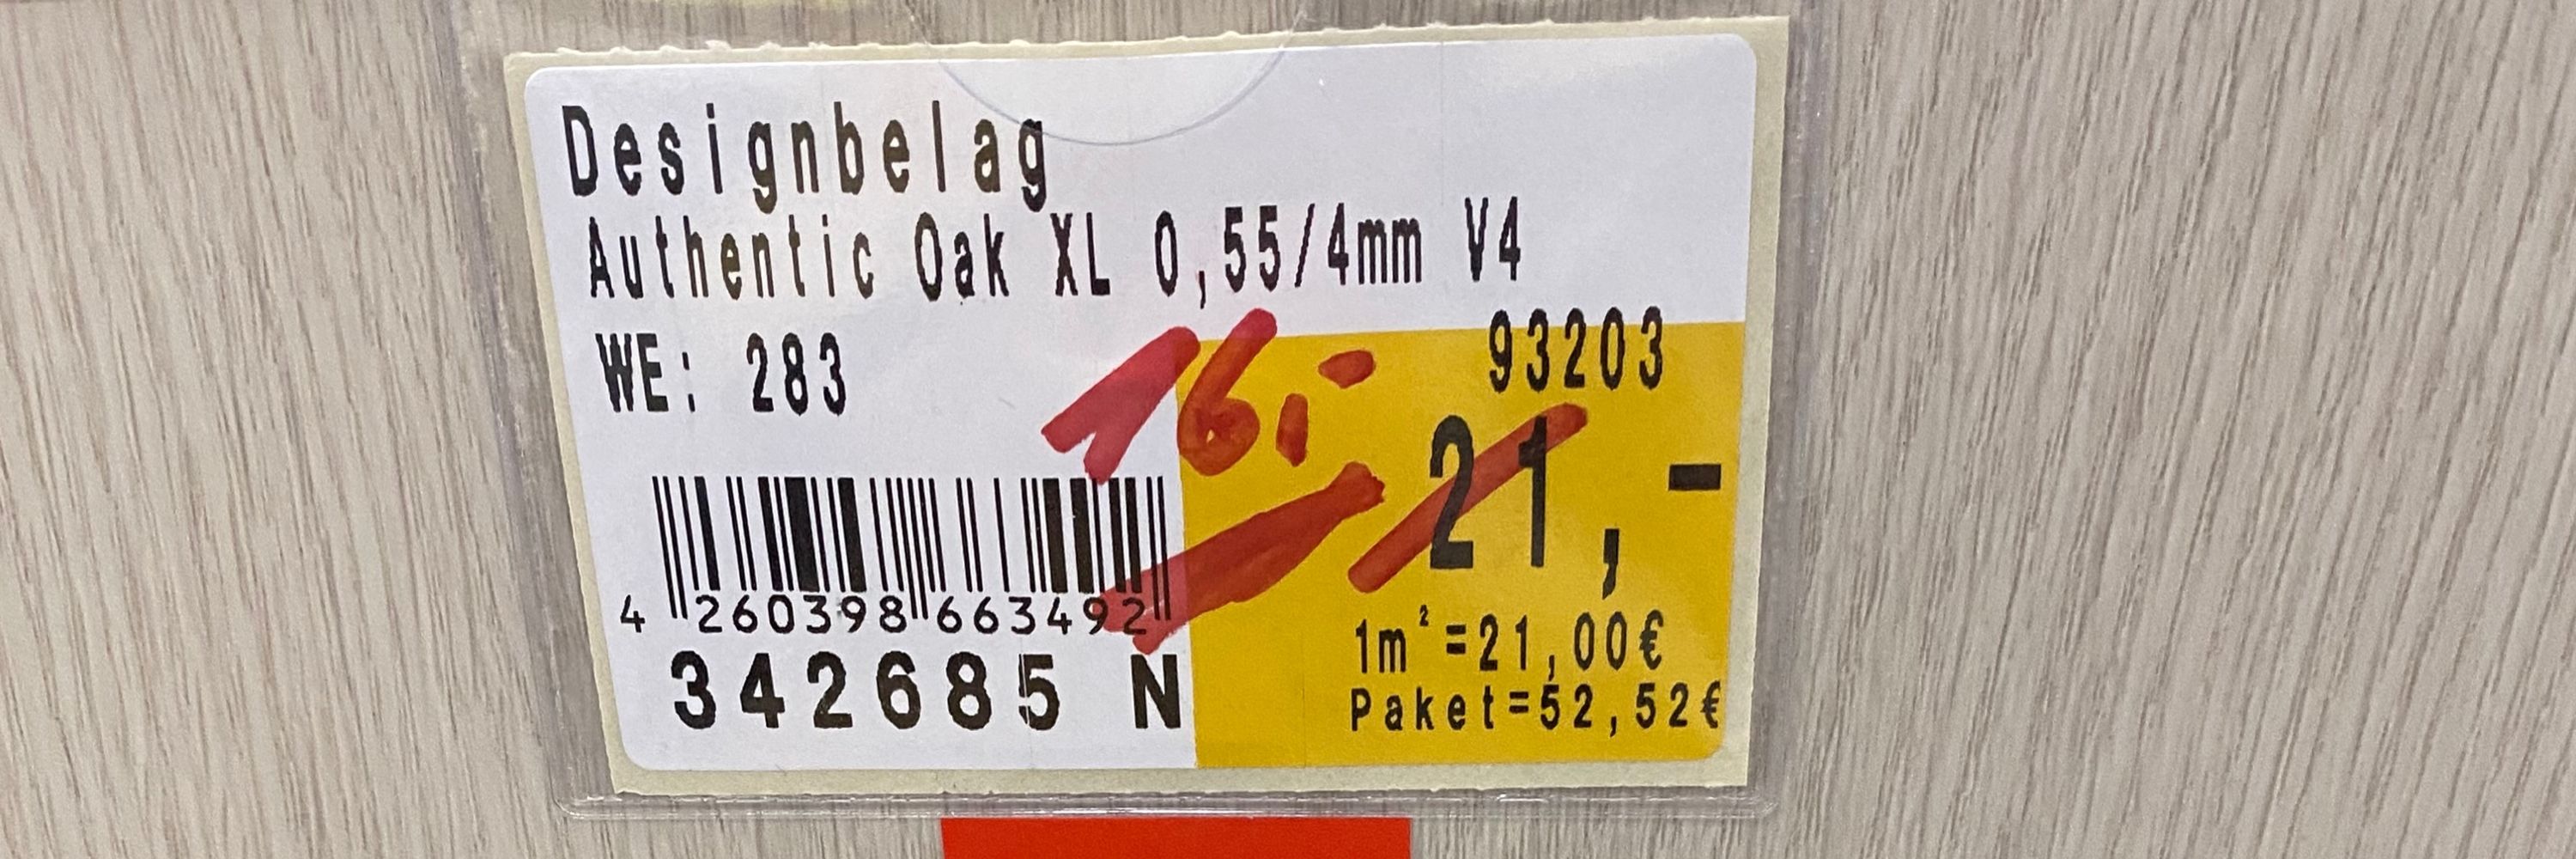 Designbelag
Authentic Oak XL 0,55/4mm V4
WE: 283
93203
16,-
21,-
4 260398 663492
1m²=21,00€
342685 N
Paket=52,52€